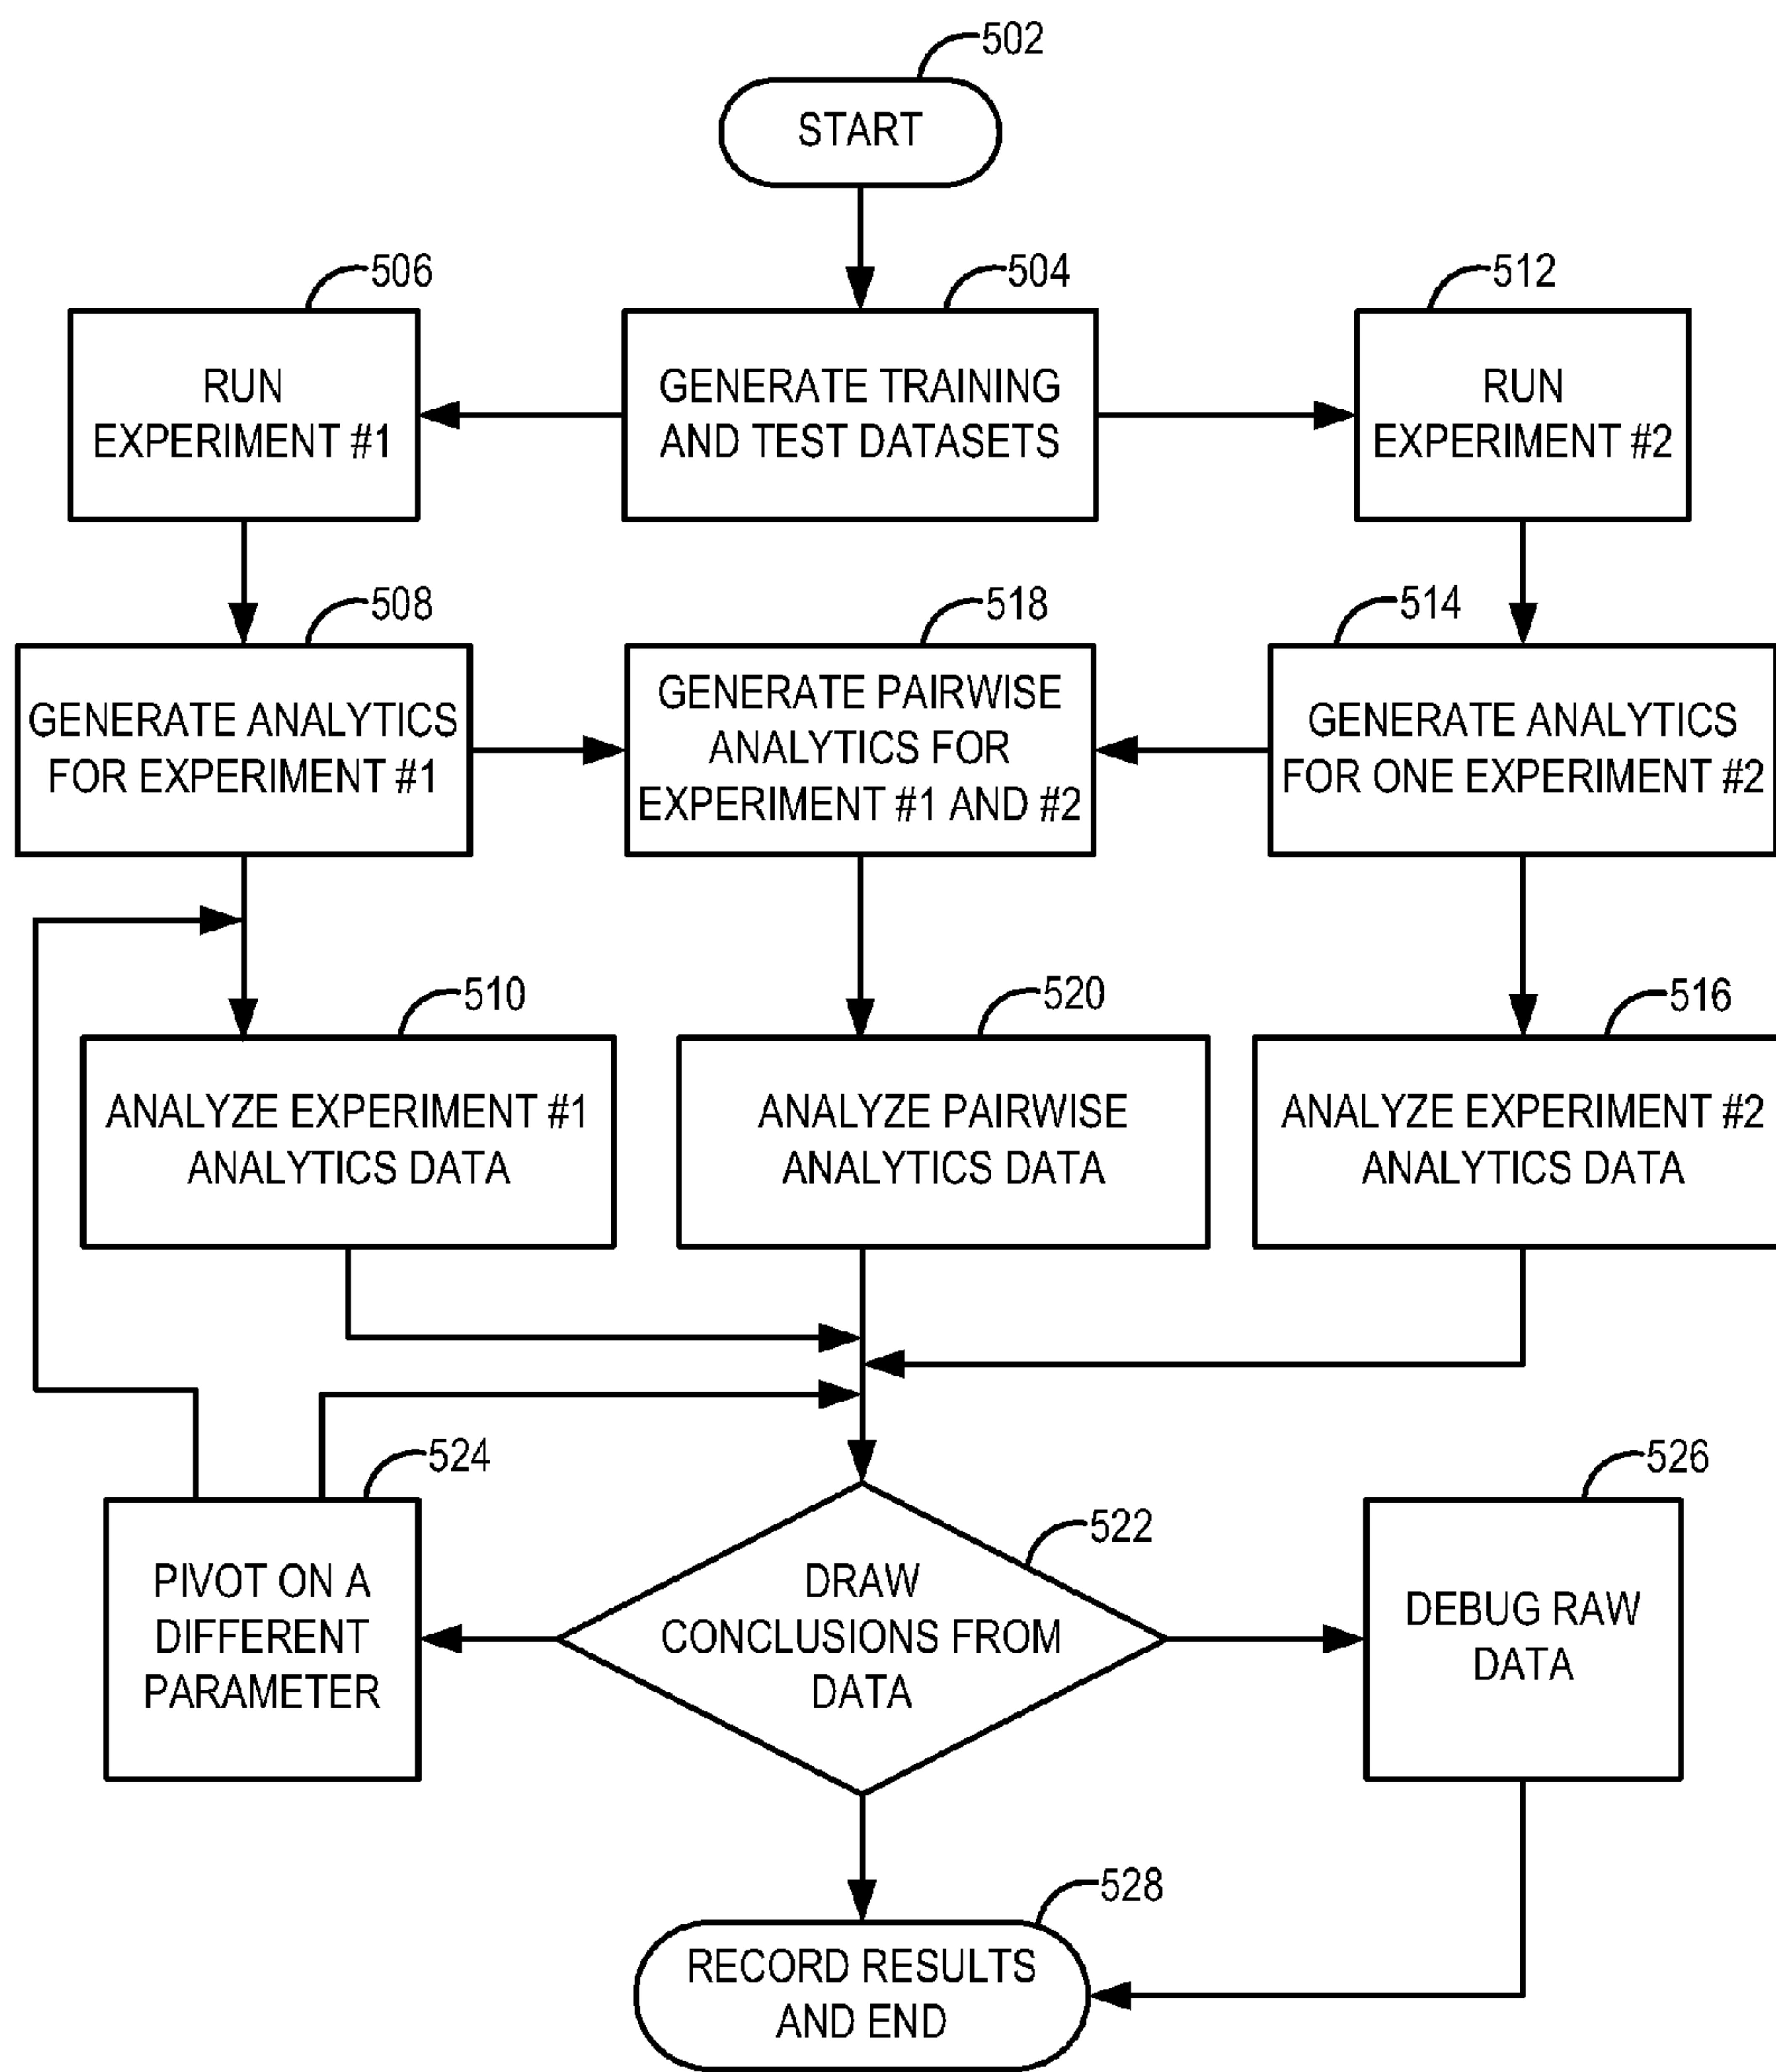 502
START
506
504
512
RUN
EXPERIMENT #1
GENERATE TRAINING
AND TEST DATASETS
RUN
EXPERIMENT #2
508
518
514
GENERATE ANALYTICS
FOR EXPERIMENT #1
GENERATE PAIRWISE
ANALYTICS FOR
EXPERIMENT #1 AND #2
GENERATE ANALYTICS
FOR ONE EXPERIMENT #2
510
520
516
ANALYZE EXPERIMENT #1
ANALYTICS DATA
ANALYZE PAIRWISE
ANALYTICS DATA
ANALYZE EXPERIMENT #2
ANALYTICS DATA
524
522
526
PIVOT ON A
DIFFERENT
PARAMETER
DRAW
CONCLUSIONS FROM
DATA
DEBUG RAW
DATA
528
RECORD RESULTS
AND END